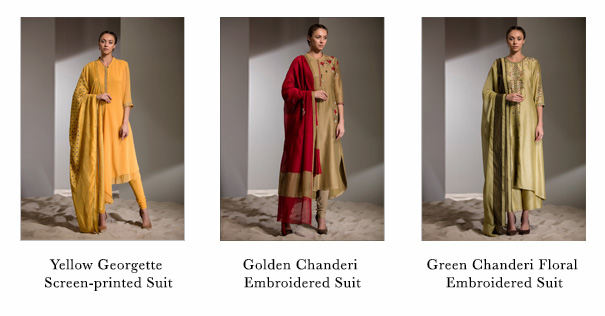 Yellow Georgette
Screen-printed Suit
Golden Chanderi
Embroidered Suit
Green Chanderi Floral
Embroidered Suit